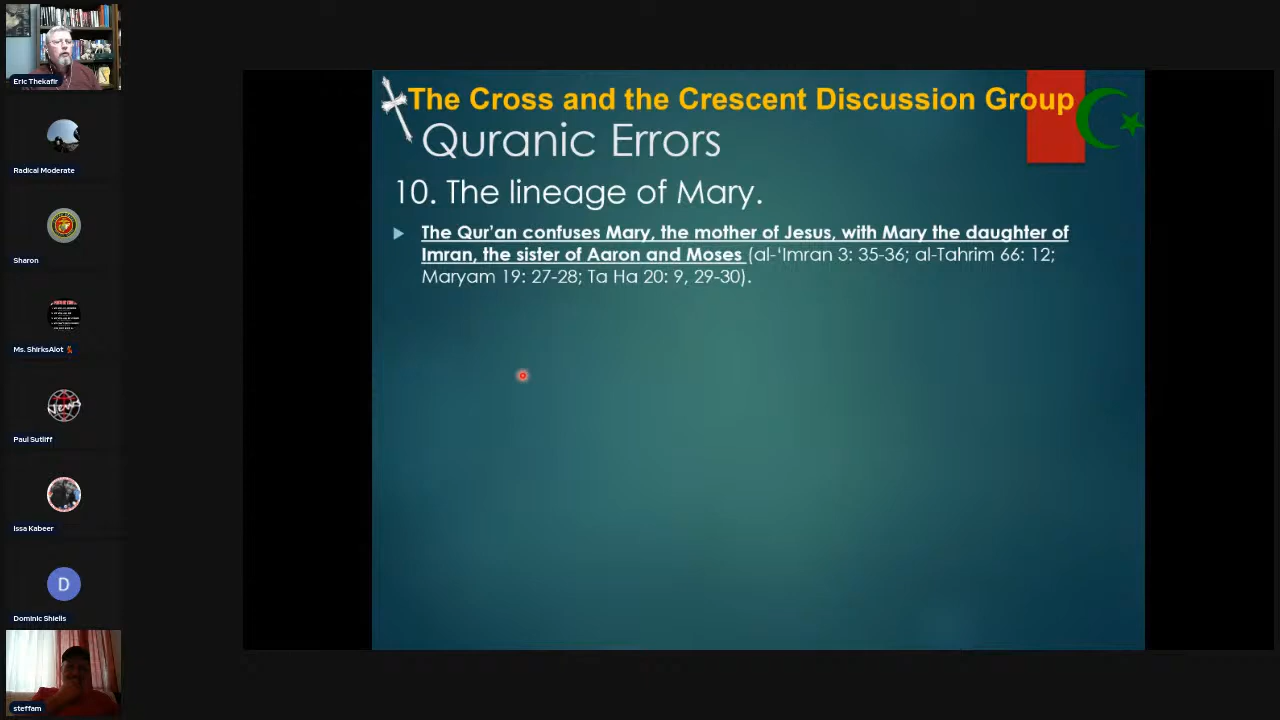 Eric Thekafir
Radical Moderate
Sharon
Ms. ShirksAlot
Paul Sutliff
Issa Kabeer
D
Dominic Shiells
steffam
The Cross and the Crescent Discussion Group
Quranic Errors
10. The lineage of Mary.
The Qur'an confuses Mary, the mother of Jesus, with Mary the daughter of
Imran, the sister of Aaron and Moses (al-'Imran 3: 35-36; al-Tahrim 66: 12;
Maryam 19: 27-28; Ta Ha 20: 9, 29-30).